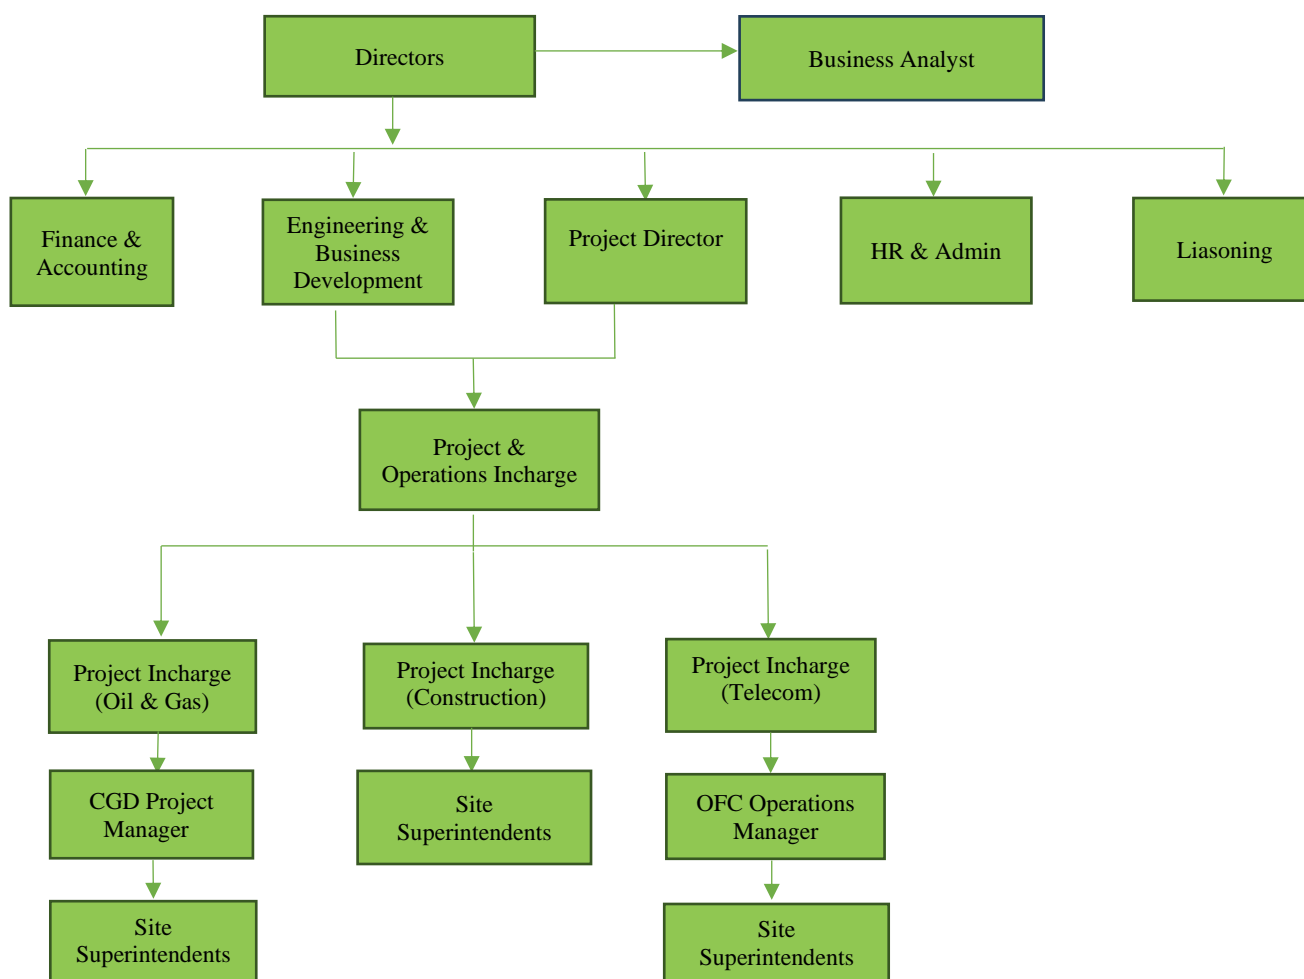 Directors
Business Analyst
Finance &
Accounting
Engineering &
Business
Development
Project Director
HR & Admin
Liasoning
Project &
Operations Incharge
Project Incharge
(Oil & Gas)
Project Incharge
(Construction)
Project Incharge
(Telecom)
CGD Project
Manager
Site
Superintendents
OFC Operations
Manager
Site
Superintendents
Site
Superintendents